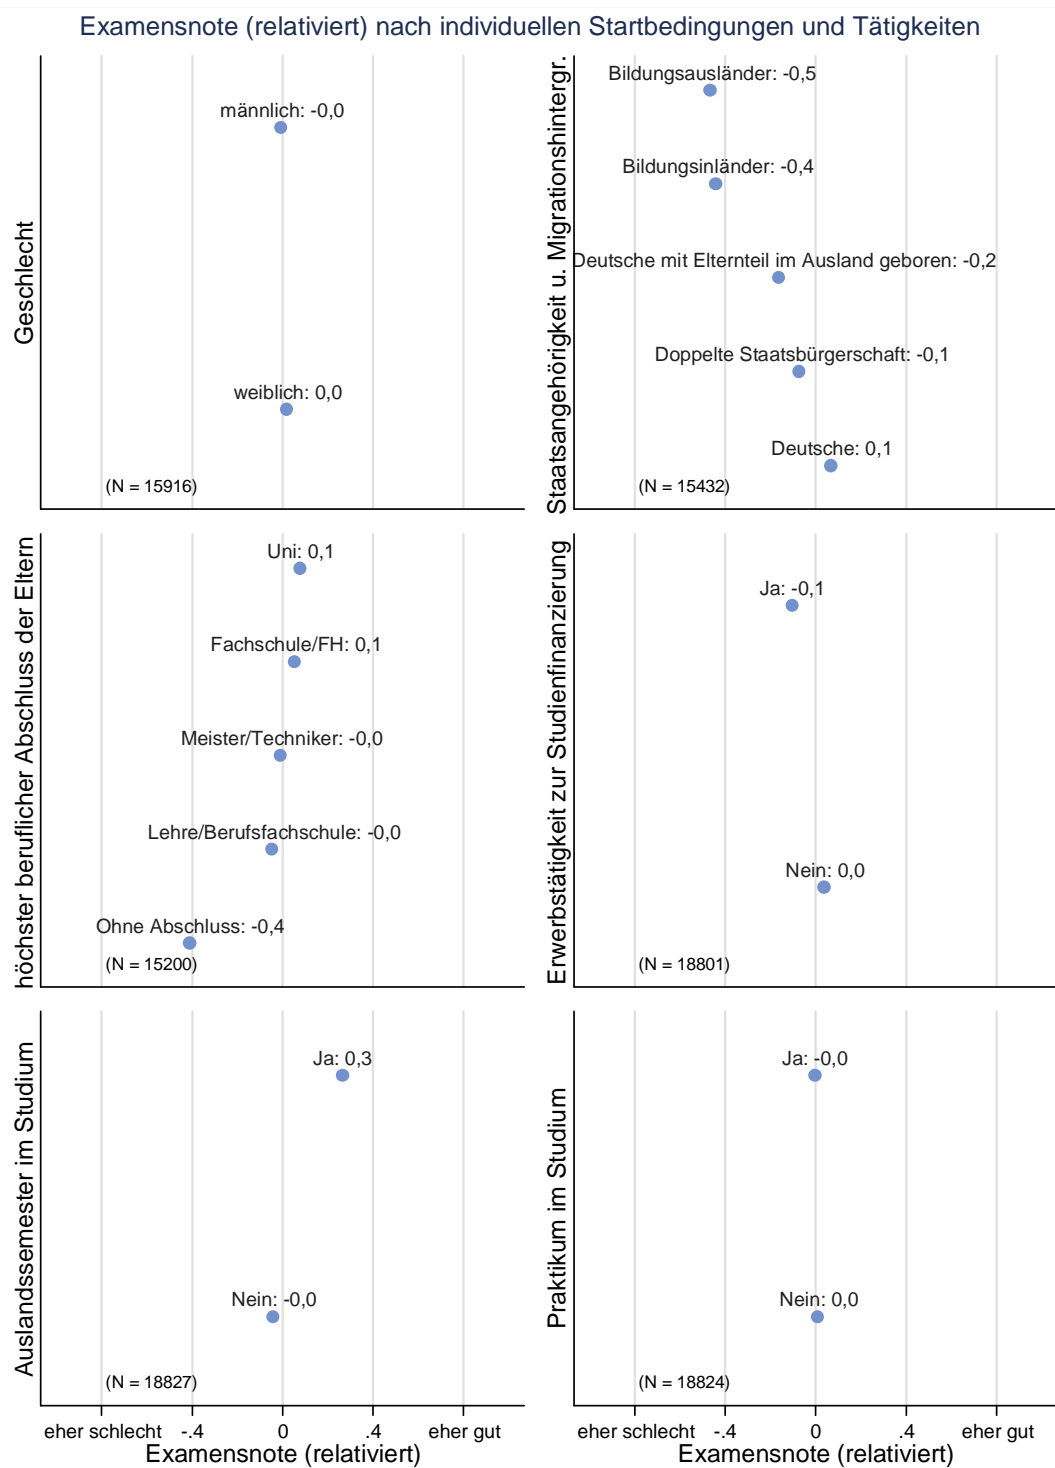 Examensnote (relativiert) nach individuellen Startbedingungen und Tätigkeiten
Geschlecht
männlich: -0,0
weiblich: 0,0
(N = 15916)
Staatsangehörigkeit u. Migrationshintergr.
Bildungsausländer: -0,5
Bildungsinländer: -0,4
Deutsche mit Elternteil im Ausland geboren: -0,2
Doppelte Staatsbürgerschaft: -0,1
Deutsche: 0,1
(N = 15432)
höchster beruflicher Abschluss der Eltern
Uni: 0,1
Fachschule/FH: 0,1
Meister/Techniker: -0,0
Lehre/Berufsfachschule: -0,0
Ohne Abschluss: -0,4
(N = 15200)
Erwerbstätigkeit zur Studienfinanzierung
Ja: -0,1
Nein: 0,0
(N = 18801)
Auslandssemester im Studium
Ja: 0,3
Nein: -0,0
(N = 18827)
eher schlecht -.4 0 .4 eher gut
Examensnote (relativiert)
Praktikum im Studium
Ja: -0,0
Nein: 0,0
(N = 18824)
eher schlecht -.4 0 .4 eher gut
Examensnote (relativiert)